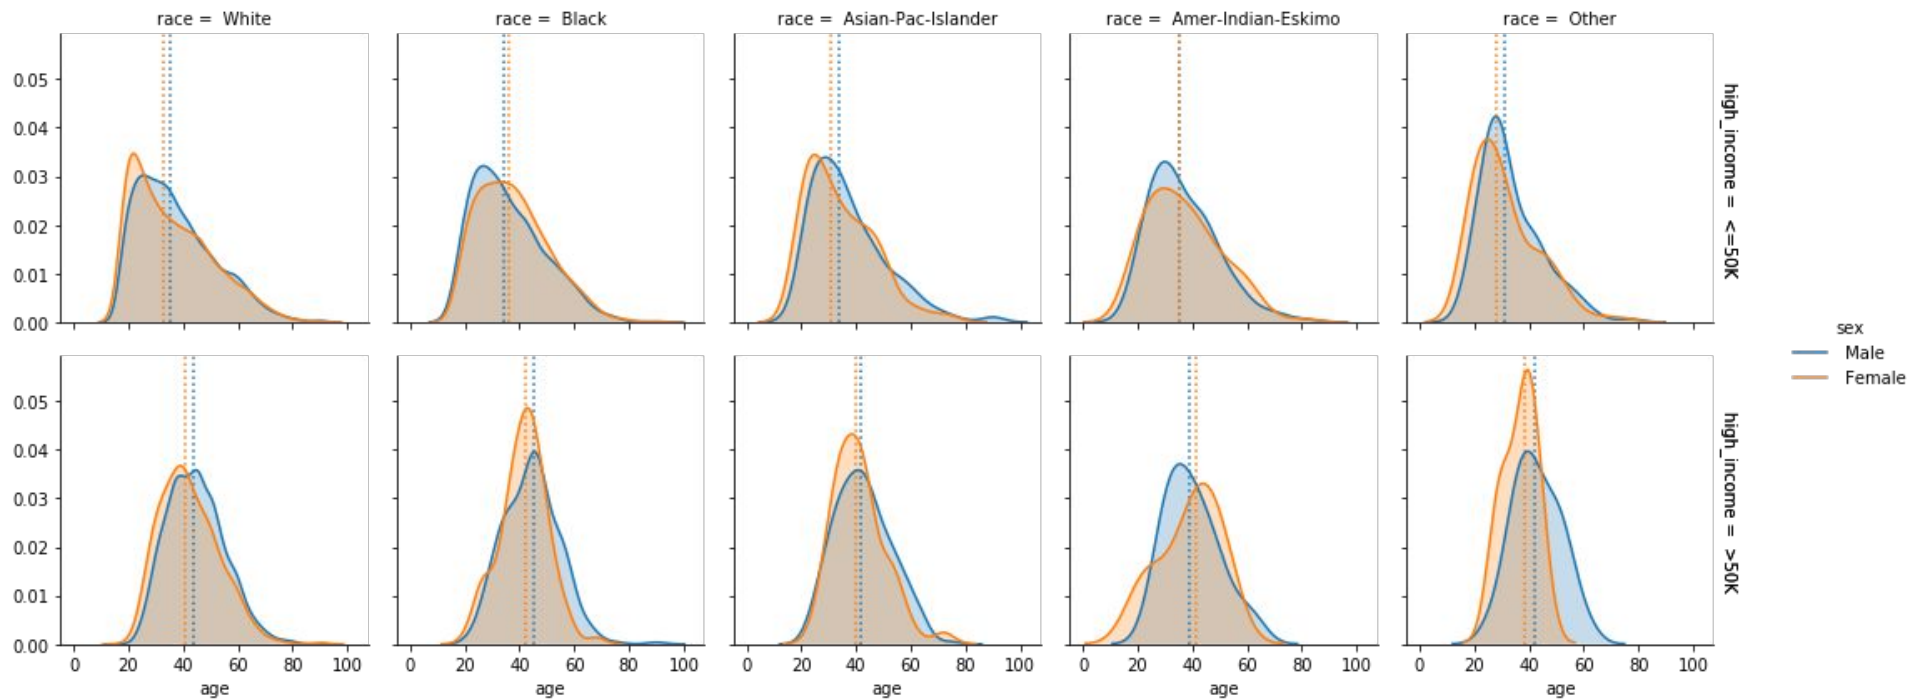 race =  White
race =  Black
race =  Asian-Pac-Islander
race =  Amer-Indian-Eskimo
race =  Other
0.05
0.04
0.03
0.02
0.01
0.00
high_income =  <=50K
sex
Male
Female
0.05
0.04
0.03
0.02
0.01
0.00
high_income =  >50K
0 20 40 60 80 100
0 20 40 60 80 100
0 20 40 60 80 100
0 20 40 60 80 100
0 20 40 60 80 100
age
age
age
age
age